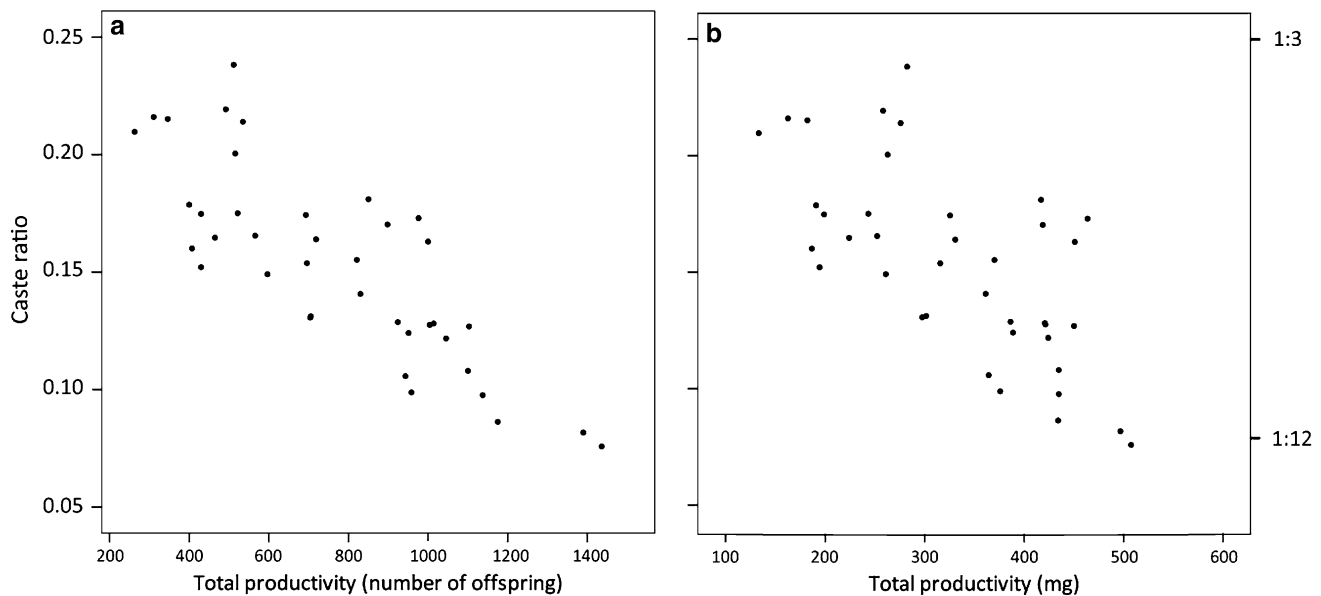 a
0.25
0.20
0.15
0.10
0.05
Caste ratio
200 400 600 800 1000 1200 1400
Total productivity (number of offspring)
b
1:3
1:12
100 200 300 400 500 600
Total productivity (mg)